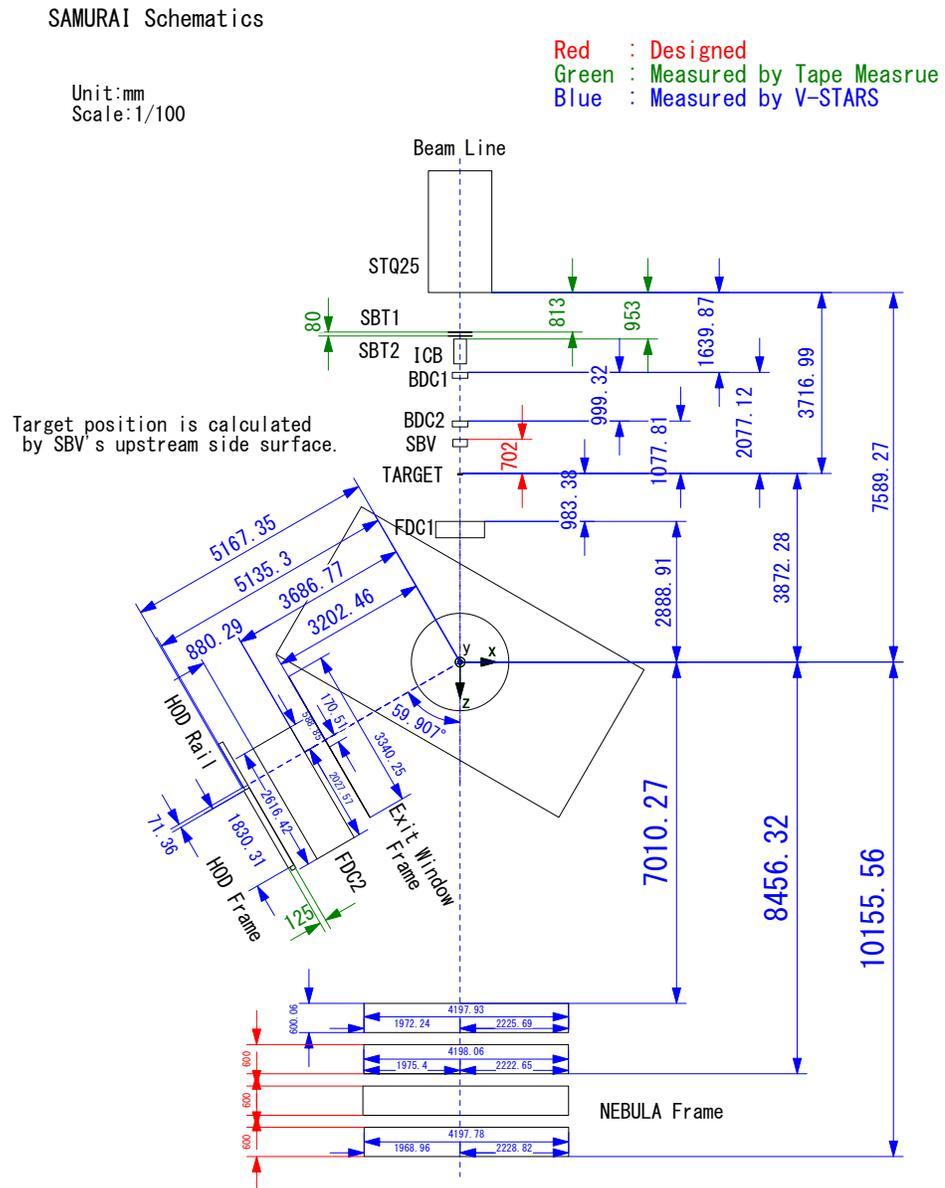 SAMURAI Schematics
Red : Designed
Green : Measured by Tape Measrue
Blue : Measured by V-STARS
Unit:mm
Scale:1/100
Beam Line
STQ25
80
SBT1
SBT2
ICB
BDC1
813
953
1639.87
999.32
3716.99
Target position is calculated
by SBV's upstream side surface.
BDC2
SBV
702
1077.81
2077.12
7589.27
TARGET
983.38
FDC1
5167.35
5135.3
3686.77
3202.46
880.29
2888.91
3872.28
y
x
z
59.907°
HOD Rail
170.51
588.85
3340.25
2027.57
2616.42
71.36
1830.31
HOD Frame
125
FDC2
Exit Window
Frame
7010.27
8456.32
10155.56
600.06
4197.93
1972.24
2225.69
600
4198.06
1975.4
2222.65
600
NEBULA Frame
600
4197.78
1968.96
2228.82